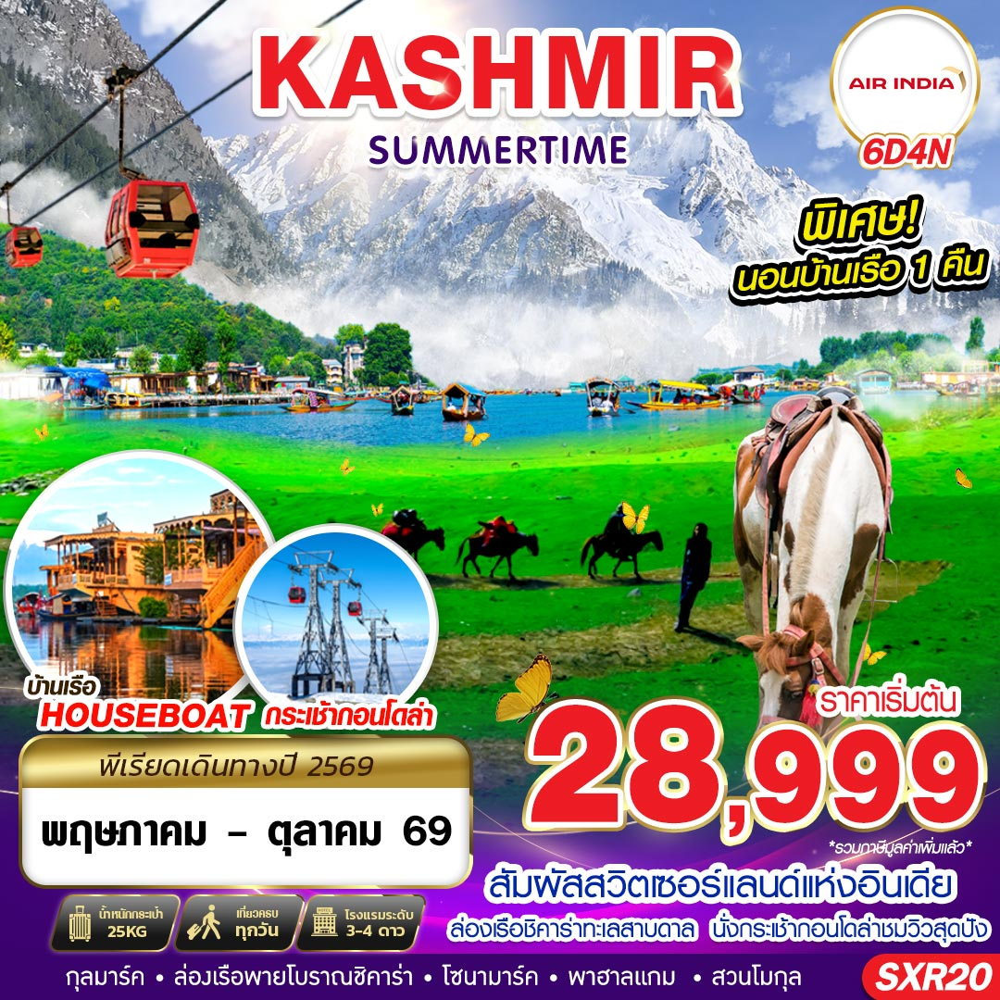 KASHMIR
SUMMERTIME
AIR INDIA
6D4N
พิเศษ!
นอนบ้านเรือ 1 คืน
บ้านเรือ
HOUSEBOAT
กระเช้ากอนโดล่า
ราคาเริ่มต้น
28,999
*รวมภาษีมูลค่าเพิ่มแล้ว*
พีเรียดเดินทางปี 2569
พฤษภาคม - ตุลาคม 69
สัมผัสสวิตเซอร์แลนด์แห่งอินเดีย
ล่องเรือชิคาร่าทะเลสาบดาล นั่งกระเช้ากอนโดล่าชมวิวสุดปัง
น้ำหนักกระเป๋า
25KG
เที่ยวครบ
ทุกวัน
โรงแรมระดับ
3-4 ดาว
กุลมาร์ค • ล่องเรือพายโบราณชิคาร่า • โซนามาร์ค • พาฮาลแกม • สวนโมกุล
SXR20